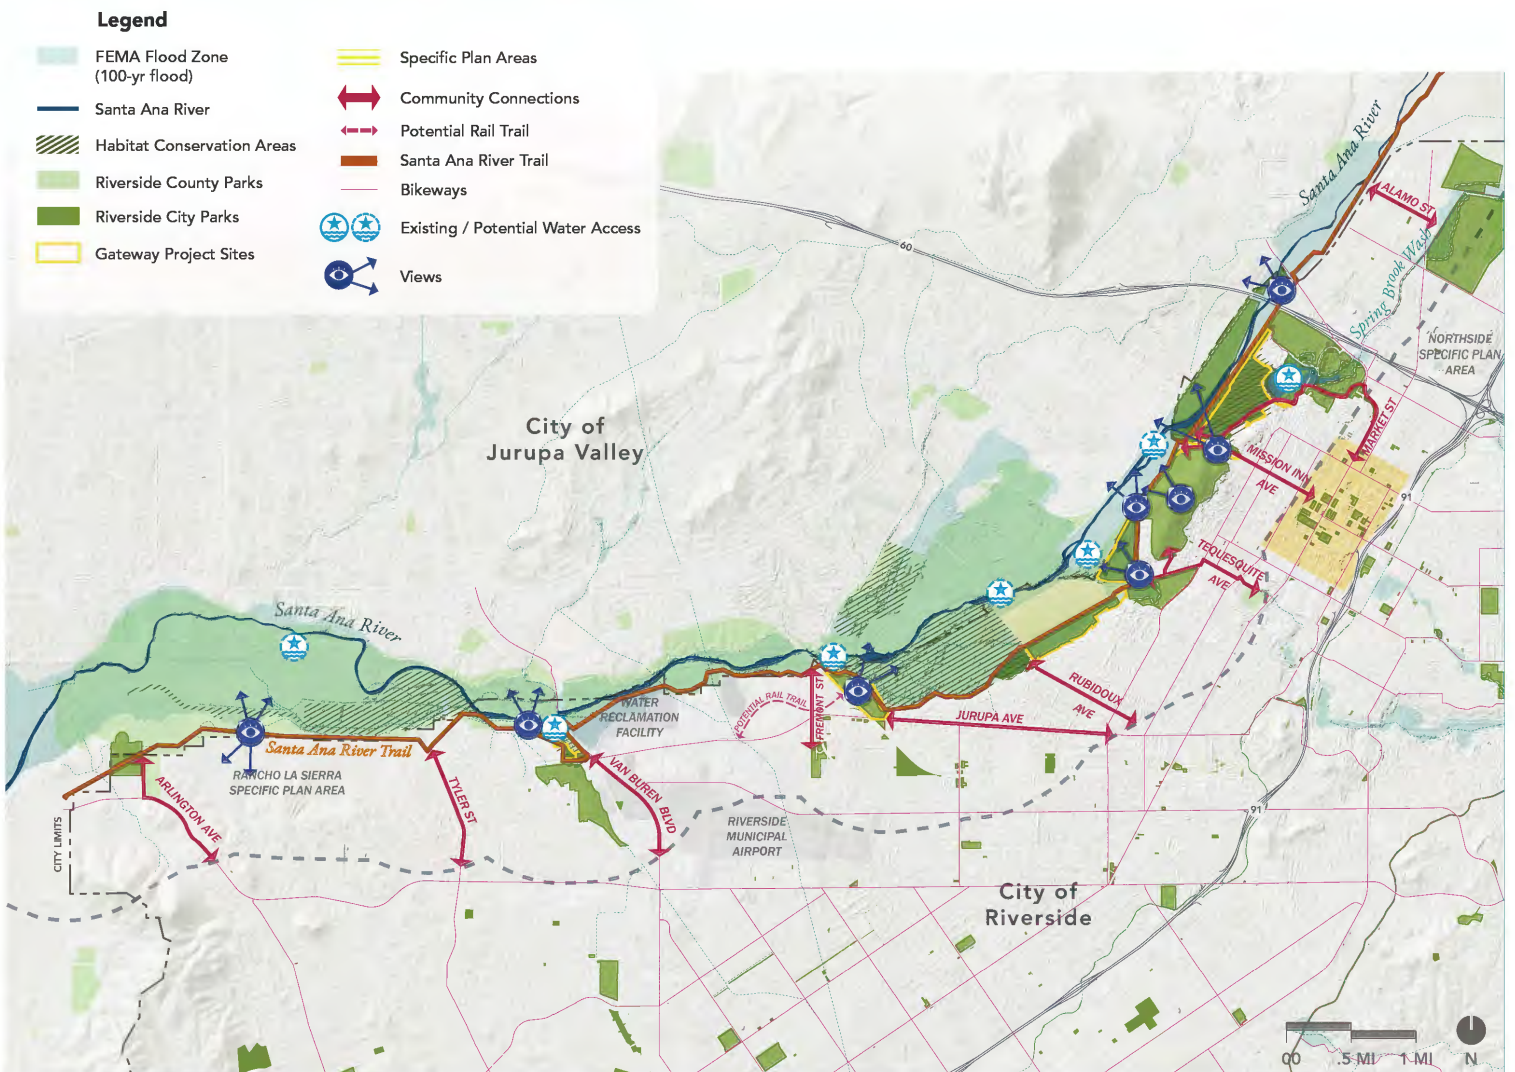 Legend
FEMA Flood Zone
(100-yr flood)
Santa Ana River
Habitat Conservation Areas
Riverside County Parks
Riverside City Parks
Gateway Project Sites
Specific Plan Areas
Community Connections
Potential Rail Trail
Santa Ana River Trail
Bikeways
Existing / Potential Water Access
Views
Santa Ana River
ALAMO ST
Spring Brook Wash
60
NORTHSIDE
SPECIFIC PLAN
AREA
City of
Jurupa Valley
MARKET ST
MISSION INN
AVE
91
TEQUESQUITE
AVE
Santa Ana River
RUBIDOUX
AVE
JURUPA AVE
FREMONT ST
POTENTIAL RAIL TRAIL
WATER
RECLAMATION
FACILITY
Santa Ana River Trail
RANCHO LA SIERRA
SPECIFIC PLAN AREA
ARLINGTON AVE
TYLER ST
VAN BUREN BLVD
RIVERSIDE
MUNICIPAL
AIRPORT
91
CITY LIMITS
City of
Riverside
00 .5 MI 1 MI N